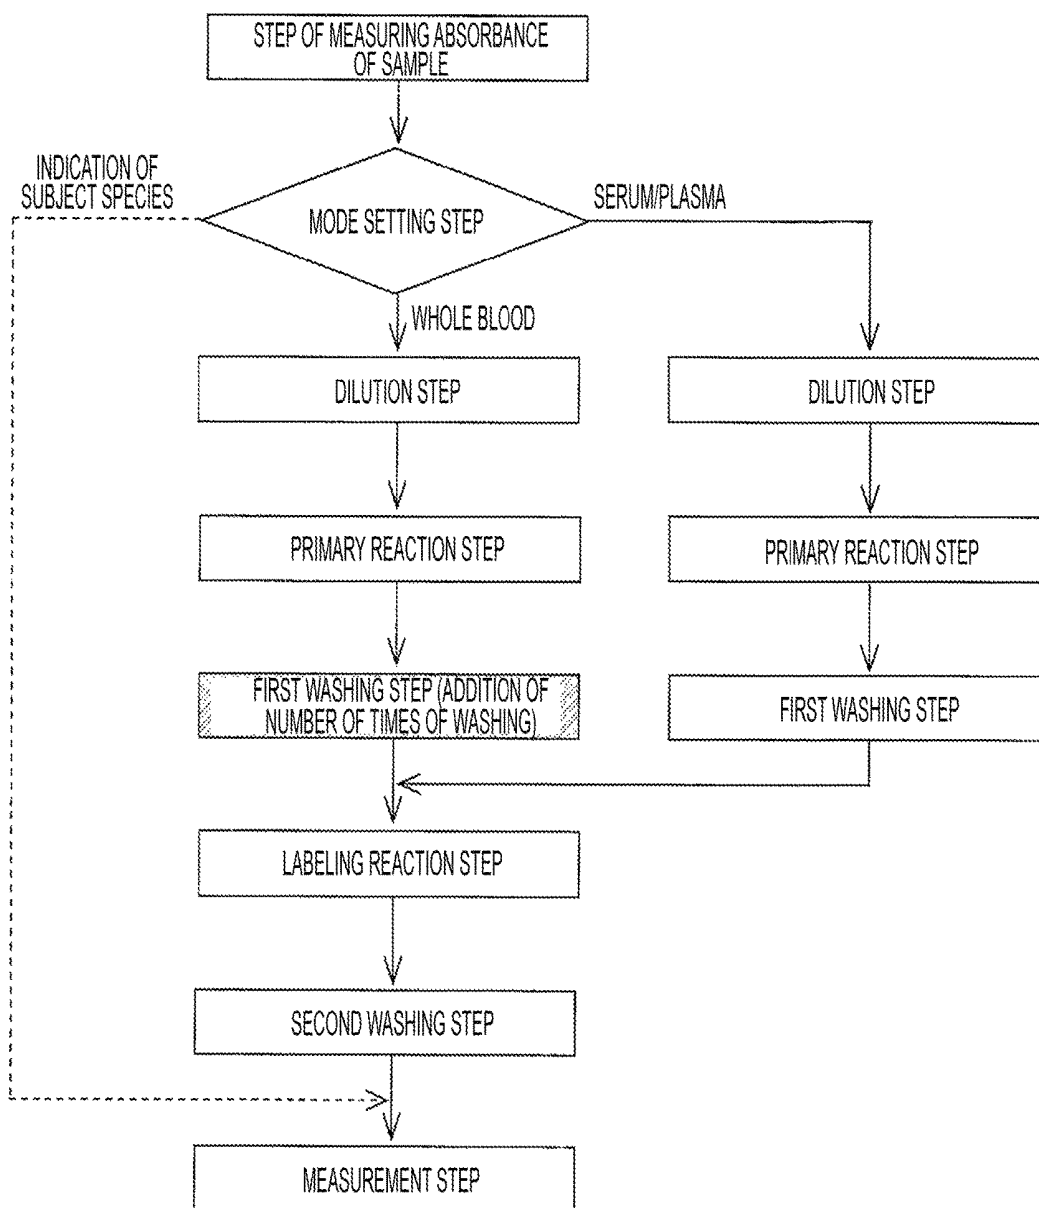 STEP OF MEASURING ABSORBANCE
OF SAMPLE
INDICATION OF
SUBJECT SPECIES
MODE SETTING STEP
SERUM/PLASMA
WHOLE BLOOD
DILUTION STEP
DILUTION STEP
PRIMARY REACTION STEP
PRIMARY REACTION STEP
FIRST WASHING STEP (ADDITION OF
NUMBER OF TIMES OF WASHING)
FIRST WASHING STEP
LABELING REACTION STEP
SECOND WASHING STEP
MEASUREMENT STEP